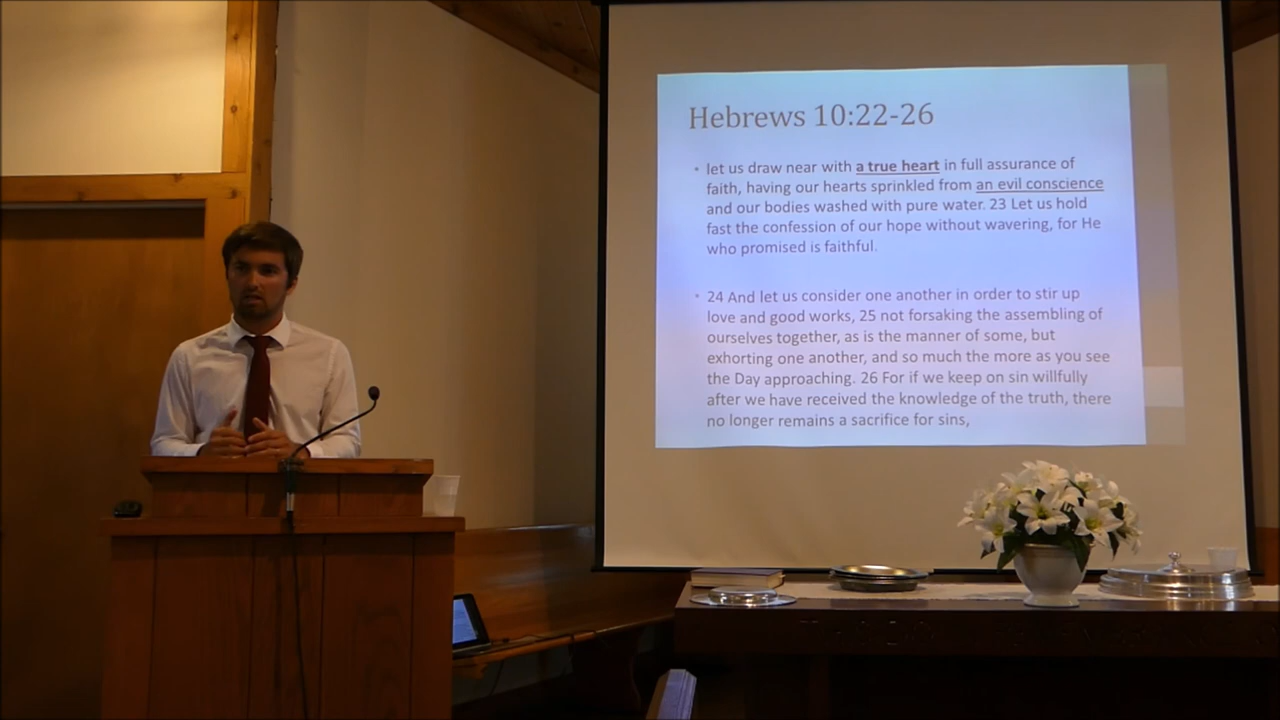 Hebrews 10:22-26
• let us draw near with a true heart in full assurance of
faith, having our hearts sprinkled from an evil conscience
and our bodies washed with pure water. 23 Let us hold
fast the confession of our hope without wavering, for He
who promised is faithful.
• 24 And let us consider one another in order to stir up
love and good works, 25 not forsaking the assembling of
ourselves together, as is the manner of some, but
exhorting one another, and so much the more as you see
the Day approaching. 26 For if we keep on sin willfully
after we have received the knowledge of the truth, there
no longer remains a sacrifice for sins,